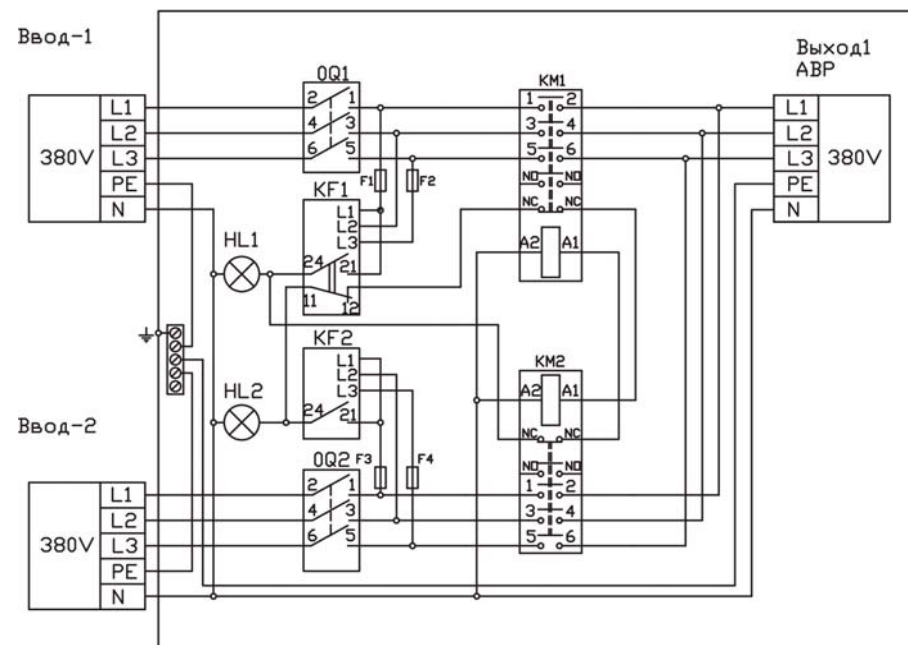 Ввод-1
Выход1
АВР
0Q1
KM1
L1
2
1
1
2
L1
L2
4
3
3
4
L2
380V
L3
6
5
5
6
L3
380V
PE
F1
F2
NO
NO
PE
N
KF1
NC
NC
N
L1
L2
L3
HL1
24
21
A2
A1
11
12
KF2
KM2
L1
L2
L3
A2
A1
HL2
24
21
NC
NC
Ввод-2
0Q2
F3
F4
NO
NO
L1
2
1
1
2
L2
4
3
3
4
380V
L3
6
5
5
6
PE
N